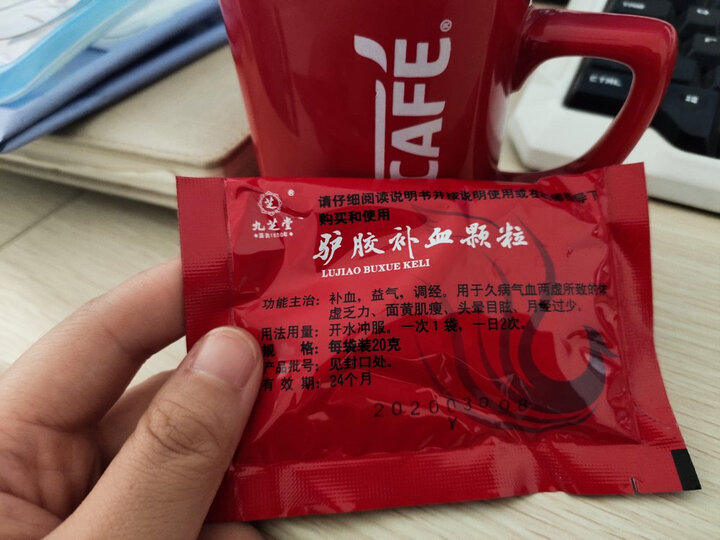 CAFE®
CTRL
请仔细阅读说明书并按说明使用或在药师指导下
购买和使用
芝
®
九芝堂
驴胶补血颗粒
LUJIAO BUXUE KELI
功能主治：补血，益气，调经。用于久病气血两虚所致的体
虚乏力、面黄肌瘦、头晕目眩、月经过少。
用法用量：开水冲服。一次1袋，一日2次。
规 格：每袋装20克
产品批号：见封口处。
有效期：24个月